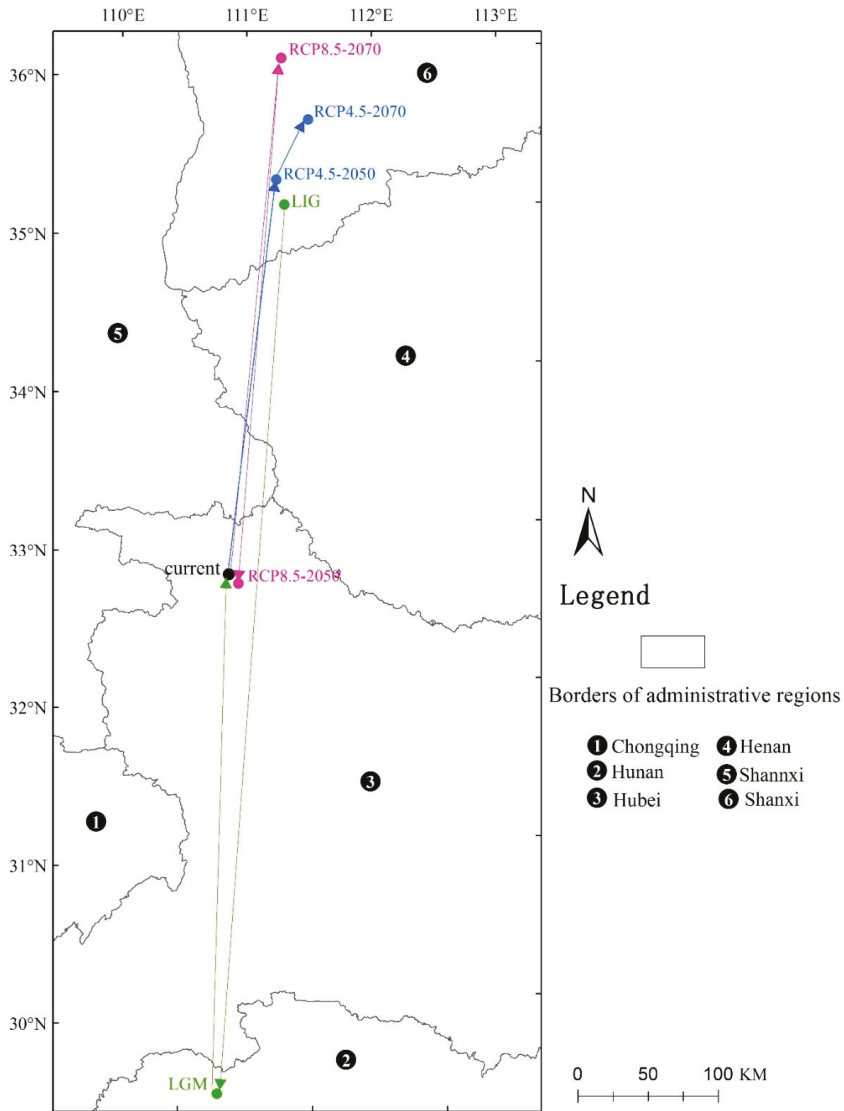 110°E 111°E 112°E 113°E
RCP8.5-2070
6
36°N
RCP4.5-2070
RCP4.5-2050
LIG
35°N
5
4
34°N
N
33°N
current
RCP8.5-2050
Legend
Borders of administrative regions
32°N
1 Chongqing 4 Henan
2 Hunan 5 Shannxi
3 Hubei 6 Shanxi
3
1
31°N
30°N
2
LGM
0 50 100 KM